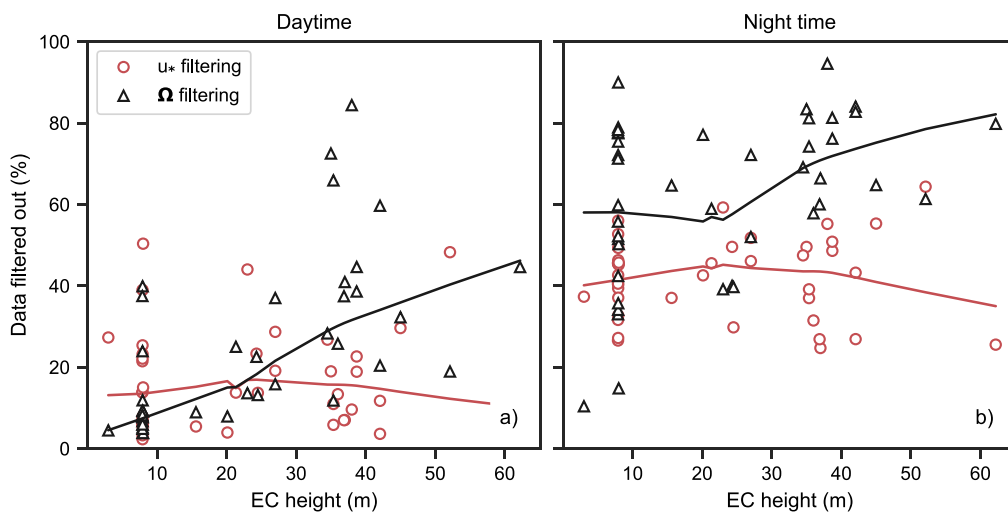 Daytime
Night time
100
80
60
40
20
0
Data filtered out (%)
u* filtering
Ω filtering
a)
b)
10 20 30 40 50 60
10 20 30 40 50 60
EC height (m)
EC height (m)